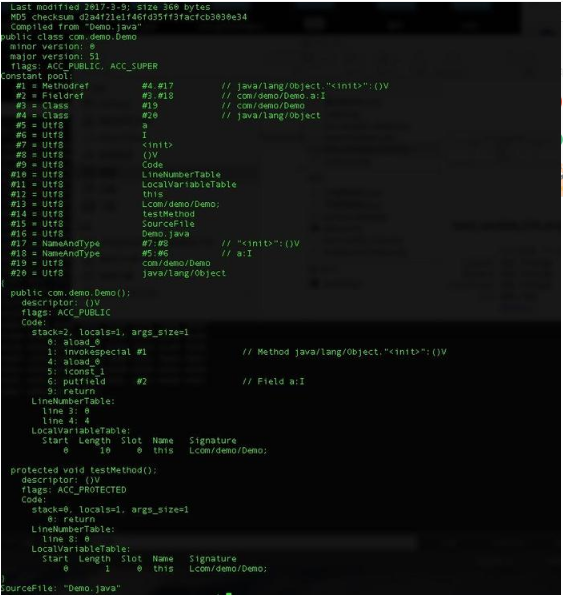 Last modified 2017-3-9; size 360 bytes
MD5 checksum d2a4f21e1f46fd35ff3facfcb3030e34
Compiled from "Demo.java"
public class com.demo.Demo
minor version: 0
major version: 51
flags: ACC_PUBLIC, ACC_SUPER
Constant pool:
#1 = Methodref #4.#17 // java/lang/Object."<init>":()V
#2 = Fieldref #3.#18 // com/demo/Demo.a:I
#3 = Class #19 // com/demo/Demo
#4 = Class #20 // java/lang/Object
#5 = Utf8 a
#6 = Utf8 I
#7 = Utf8 <init>
#8 = Utf8 ()V
#9 = Utf8 Code
#10 = Utf8 LineNumberTable
#11 = Utf8 LocalVariableTable
#12 = Utf8 this
#13 = Utf8 Lcom/demo/Demo;
#14 = Utf8 testMethod
#15 = Utf8 SourceFile
#16 = Utf8 Demo.java
#17 = NameAndType #7:#8 // "<init>":()V
#18 = NameAndType #5:#6 // a:I
#19 = Utf8 com/demo/Demo
#20 = Utf8 java/lang/Object
{
public com.demo.Demo();
descriptor: ()V
flags: ACC_PUBLIC
Code:
stack=2, locals=1, args_size=1
0: aload_0
1: invokespecial #1 // Method java/lang/Object."<init>":()V
4: aload_0
5: iconst_1
6: putfield #2 // Field a:I
9: return
LineNumberTable:
line 3: 0
line 4: 4
LocalVariableTable:
Start Length Slot Name Signature
0 10 0 this Lcom/demo/Demo;
protected void testMethod();
descriptor: ()V
flags: ACC_PROTECTED
Code:
stack=0, locals=1, args_size=1
0: return
LineNumberTable:
line 8: 0
LocalVariableTable:
Start Length Slot Name Signature
0 1 0 this Lcom/demo/Demo;
}
SourceFile: "Demo.java"